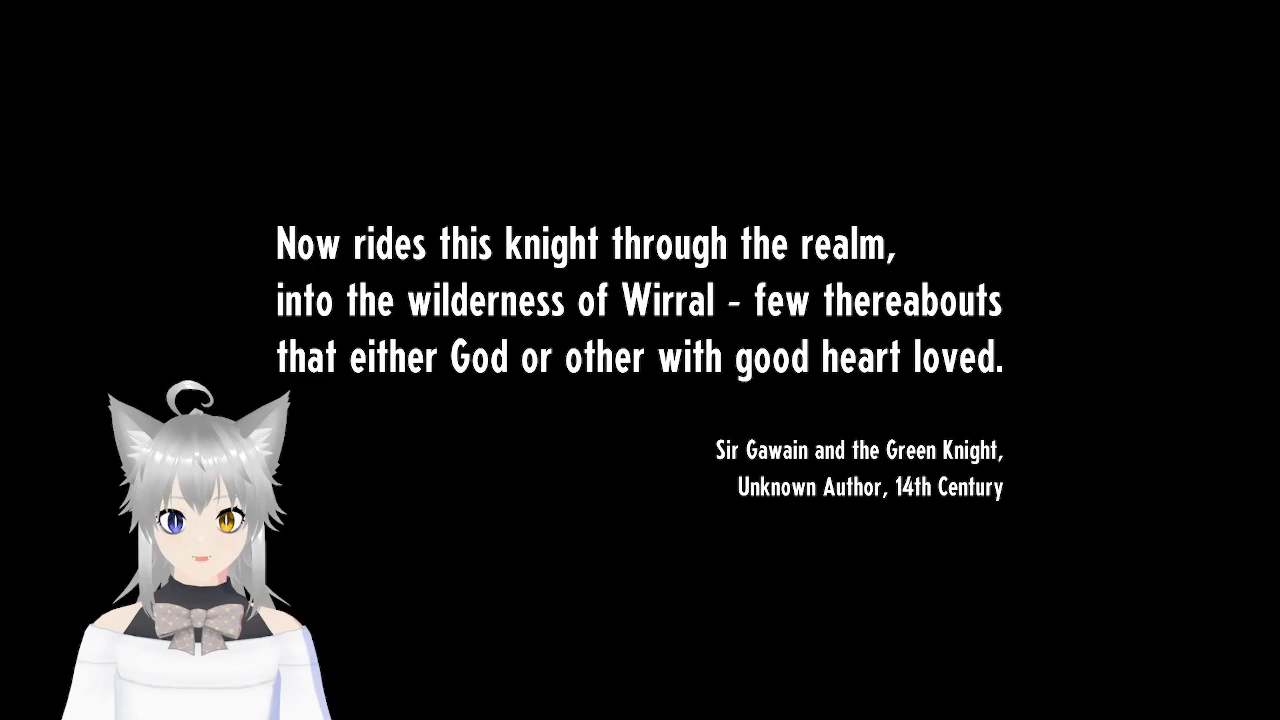 Now rides this knight through the realm,
into the wilderness of Wirral - few thereabouts
that either God or other with good heart loved.
Sir Gawain and the Green Knight,
Unknown Author, 14th Century